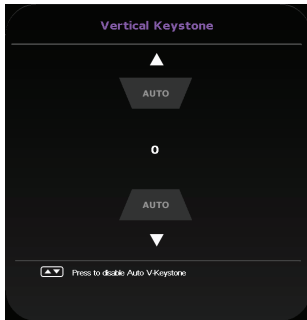 Vertical Keystone
AUTO
0
AUTO
Press to disable Auto V-Keystone